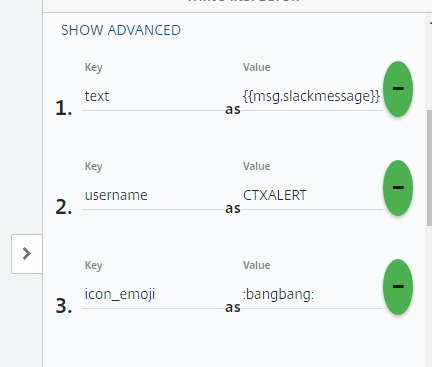 SHOW ADVANCED
Key Value
1. text as {{msg.slackmessage}}
Key Value
2. username as CTXALERT
Key Value
3. icon_emoji as :bangbang: